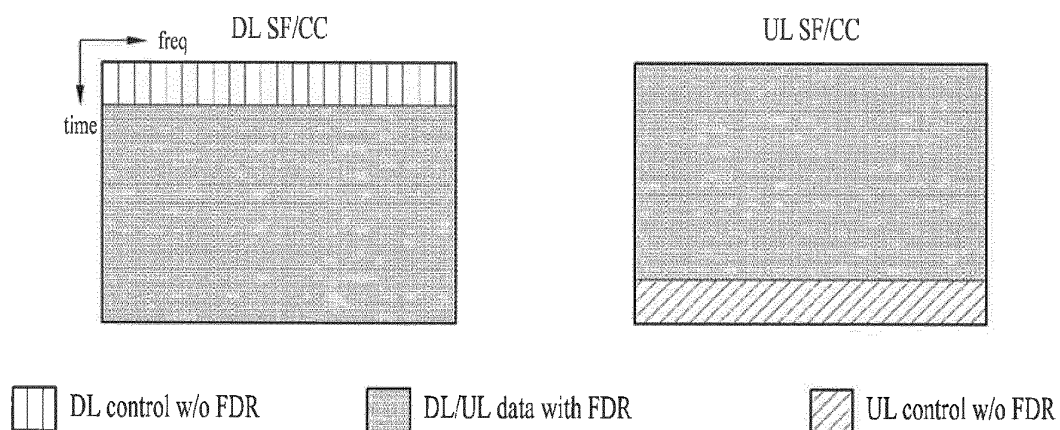 DL SF/CC
UL SF/CC
freq
time
DL control w/o FDR
DL/UL data with FDR
UL control w/o FDR